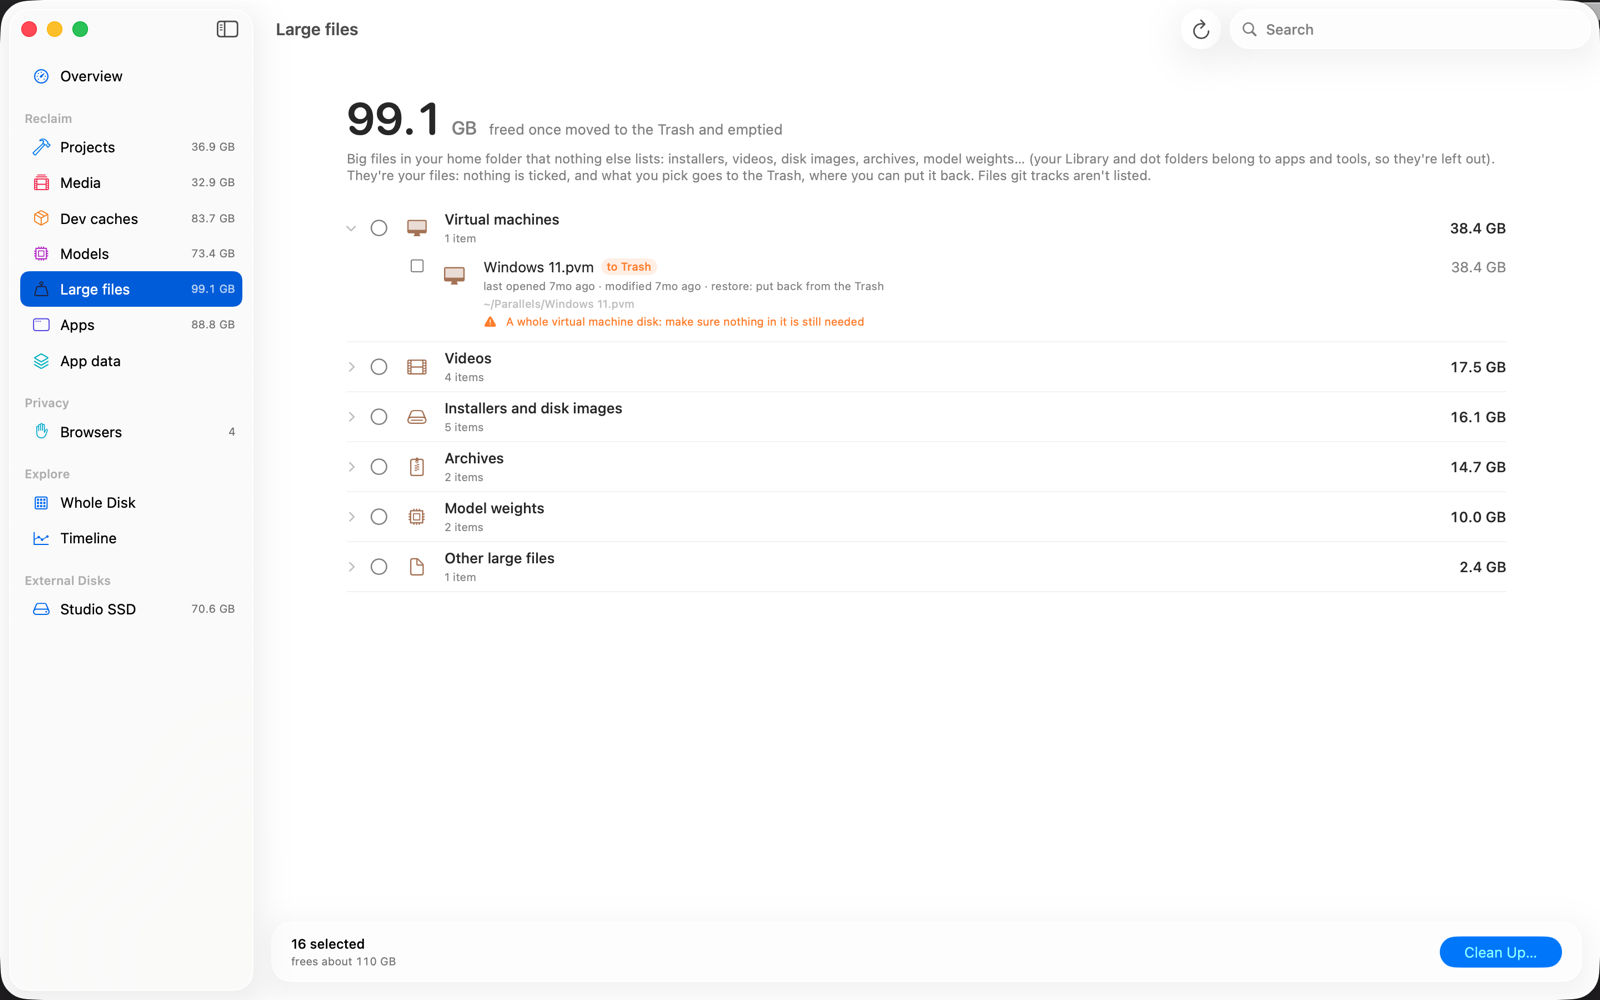 Large files
Search
Overview
Reclaim
Projects 36.9 GB
Media 32.9 GB
Dev caches 83.7 GB
Models 73.4 GB
Large files 99.1 GB
Apps 88.8 GB
App data
Privacy
Browsers 4
Explore
Whole Disk
Timeline
External Disks
Studio SSD 70.6 GB
99.1 GB freed once moved to the Trash and emptied
Big files in your home folder that nothing else lists: installers, videos, disk images, archives, model weights... (your Library and dot folders belong to apps and tools, so they're left out).
They're your files: nothing is ticked, and what you pick goes to the Trash, where you can put it back. Files git tracks aren't listed.
Virtual machines 38.4 GB
1 item
Windows 11.pvm to Trash 38.4 GB
last opened 7mo ago · modified 7mo ago · restore: put back from the Trash
~/Parallels/Windows 11.pvm
A whole virtual machine disk: make sure nothing in it is still needed
Videos 17.5 GB
4 items
Installers and disk images 16.1 GB
5 items
Archives 14.7 GB
2 items
Model weights 10.0 GB
2 items
Other large files 2.4 GB
1 item
16 selected
frees about 110 GB
Clean Up...